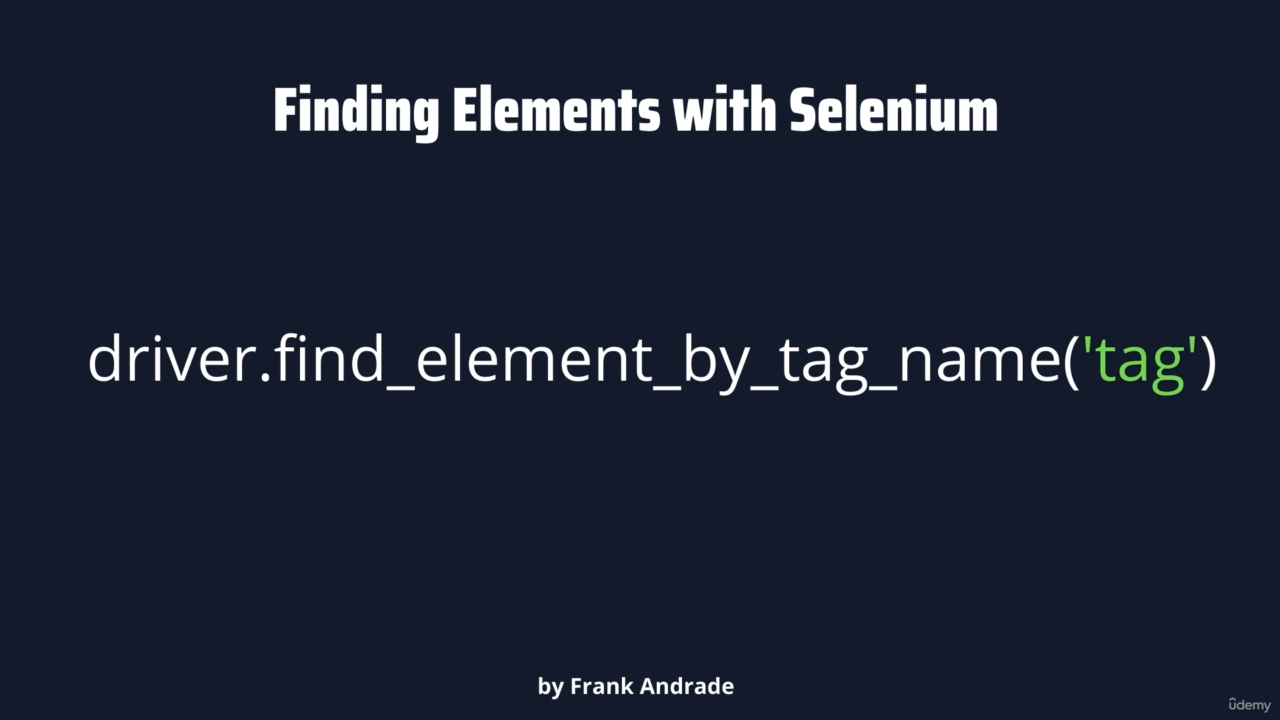 Finding Elements with Selenium
driver.find_element_by_tag_name('tag')
by Frank Andrade
ûdemy